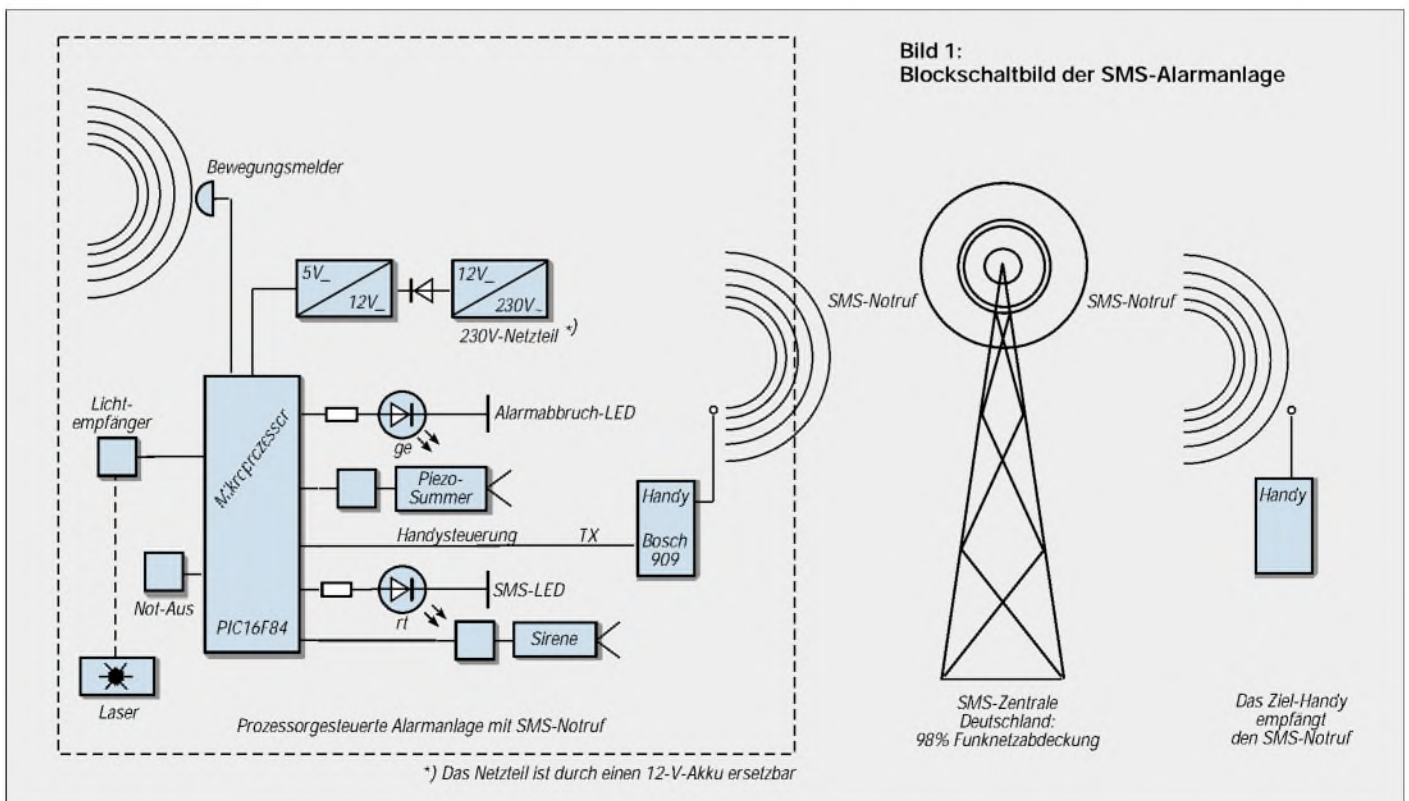 Bild 1:
Blockschaltbild der SMS-Alarmanlage
Bewegungsmelder
5V_
12V_
12V_
230V~
230V-Netzteil *)
SMS-Notruf
SMS-Notruf
Licht-
empfänger
Mikroprozessor
Alarmabbruch-LED
ge
Piezo-
Summer
Handy
Bosch
909
Handy
Handysteuerung TX
Not-Aus
SMS-LED
rt
PIC16F84
Sirene
Laser
Prozessorgesteuerte Alarmanlage mit SMS-Notruf
SMS-Zentrale
Deutschland:
98% Funknetzabdeckung
Das Ziel-Handy
empfängt
den SMS-Notruf
*) Das Netzteil ist durch einen 12-V-Akku ersetzbar